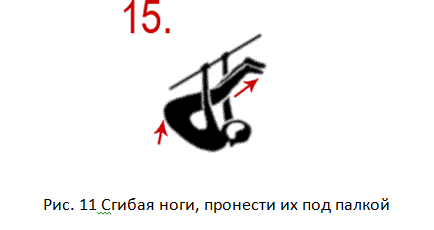 15.
Рис. 11 Сгибая ноги, пронести их под палкой